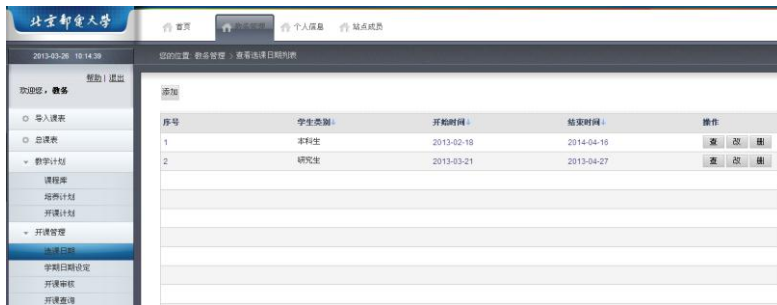 北京邮电大学
首页
教务管理
个人信息
站点成员
2013-03-26 10:14:39
您的位置: 教务管理 > 查看选课日期列表
帮助 | 退出
欢迎您，教务
导入课表
总课表
教学计划
课程库
培养计划
开课计划
开课管理
选课日期
学期日期设定
开课审核
开课查询
添加
序号 学生类别↓ 开始时间↓ 结束时间↓ 操作
1 本科生 2013-02-18 2014-04-16 查 改 删
2 研究生 2013-03-21 2013-04-27 查 改 删